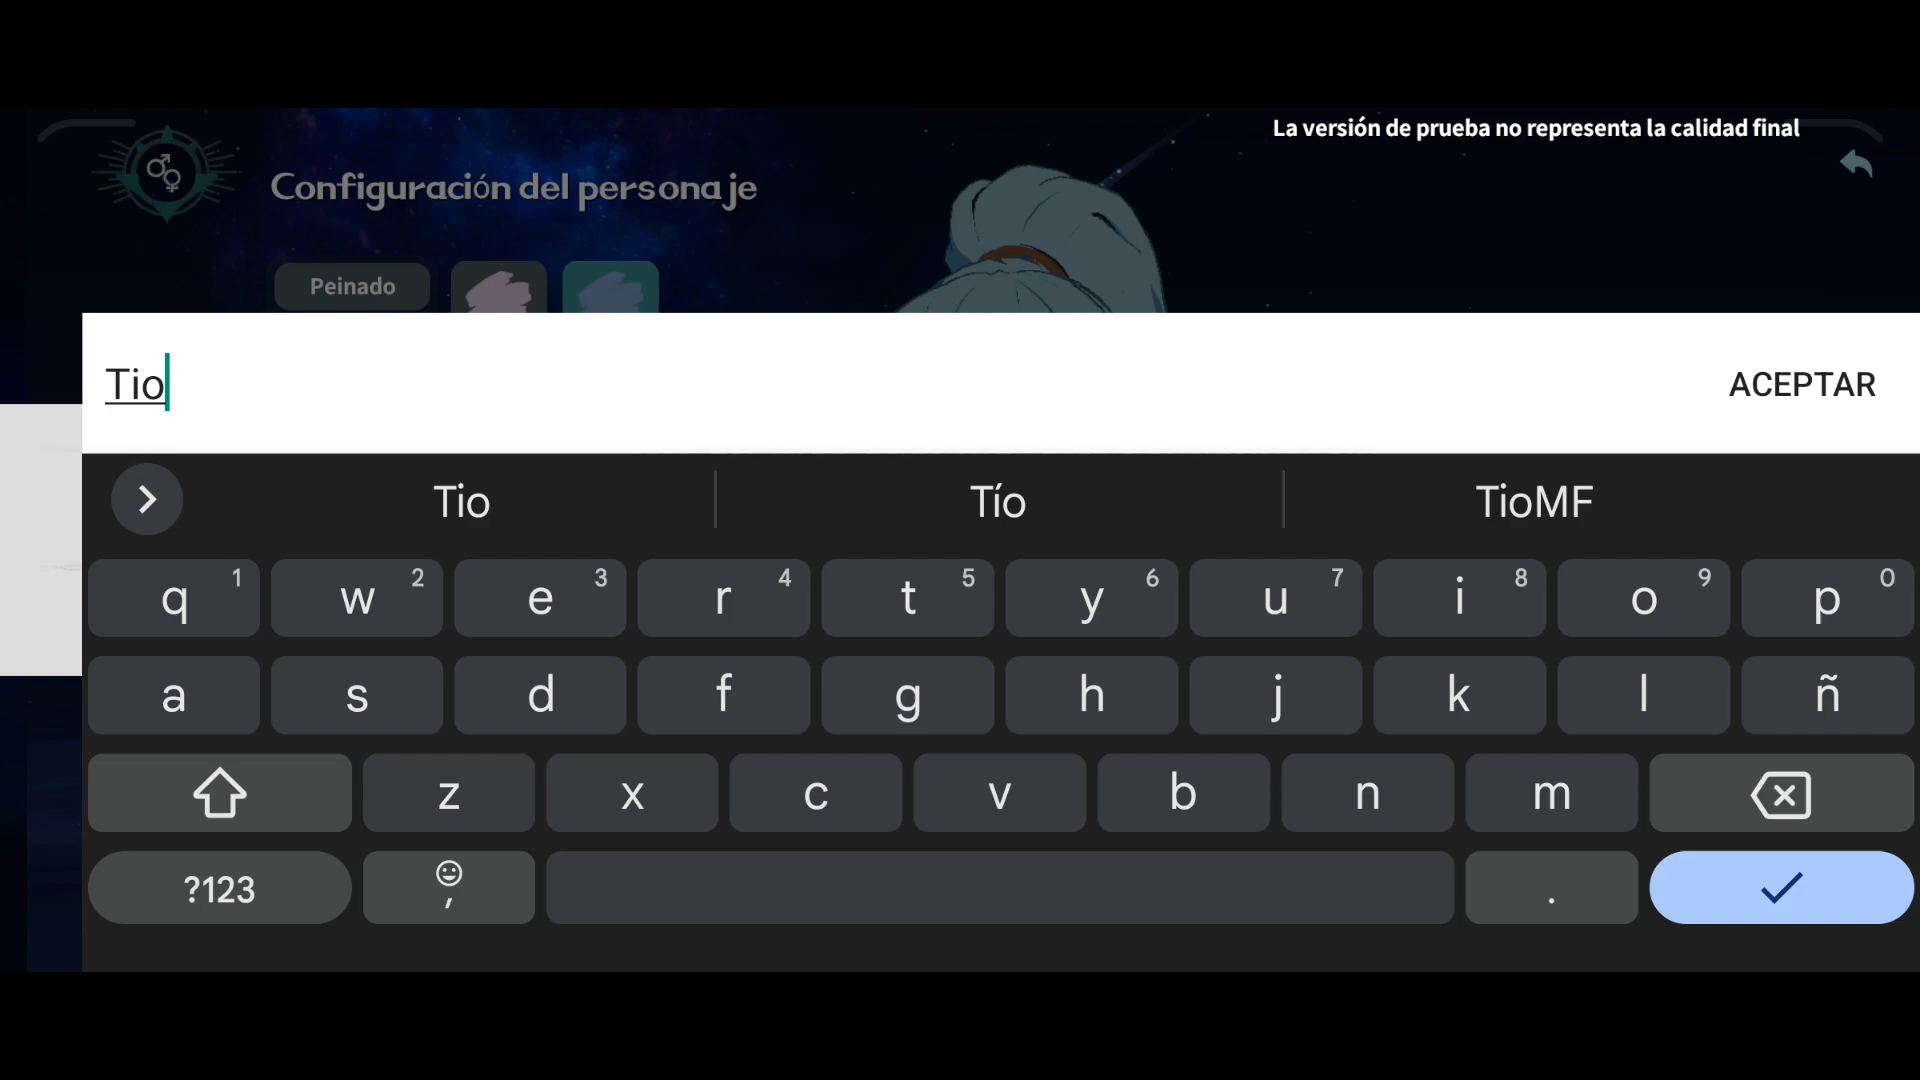 La versión de prueba no representa la calidad final
Configuración del personaje
Peinado
Tio
ACEPTAR
Tio Tío TioMF
q 1 w 2 e 3 r 4 t 5 y 6 u 7 i 8 o 9 p 0
a s d f g h j k l ñ
z x c v b n m
?123 , .